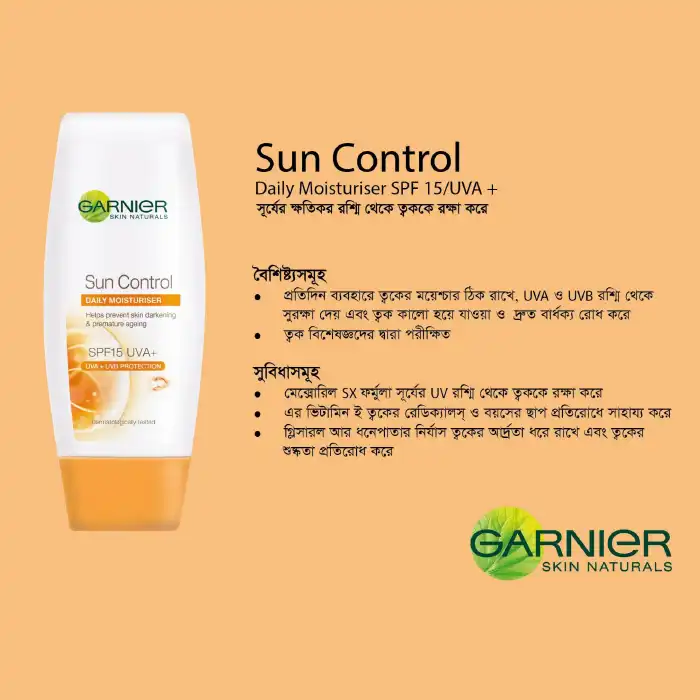 GARNIER
SKIN NATURALS
Sun Control
DAILY MOISTURISER
Helps prevent skin darkening
& premature ageing
SPF15 UVA+
UVA + UVB PROTECTION
Dermatologically tested
Sun Control
Daily Moisturiser SPF 15/UVA +
সূর্যের ক্ষতিকর রশ্মি থেকে ত্বককে রক্ষা করে
বৈশিষ্ট্যসমূহ
• প্রতিদিন ব্যবহারে ত্বকের ময়েশ্চার ঠিক রাখে, UVA ও UVB রশ্মি থেকে
সুরক্ষা দেয় এবং ত্বক কালো হয়ে যাওয়া ও দ্রুত বার্ধক্য রোধ করে
• ত্বক বিশেষজ্ঞদের দ্বারা পরীক্ষিত
সুবিধাসমূহ
• মেক্সোরিল SX ফর্মুলা সূর্যের UV রশ্মি থেকে ত্বককে রক্ষা করে
• এর ভিটামিন ই ত্বকের রেডিক্যালস্ ও বয়সের ছাপ প্রতিরোধে সাহায্য করে
• গ্লিসারল আর ধনেপাতার নির্যাস ত্বকের আর্দ্রতা ধরে রাখে এবং ত্বকের
শুষ্কতা প্রতিরোধ করে
GARNIER
SKIN NATURALS